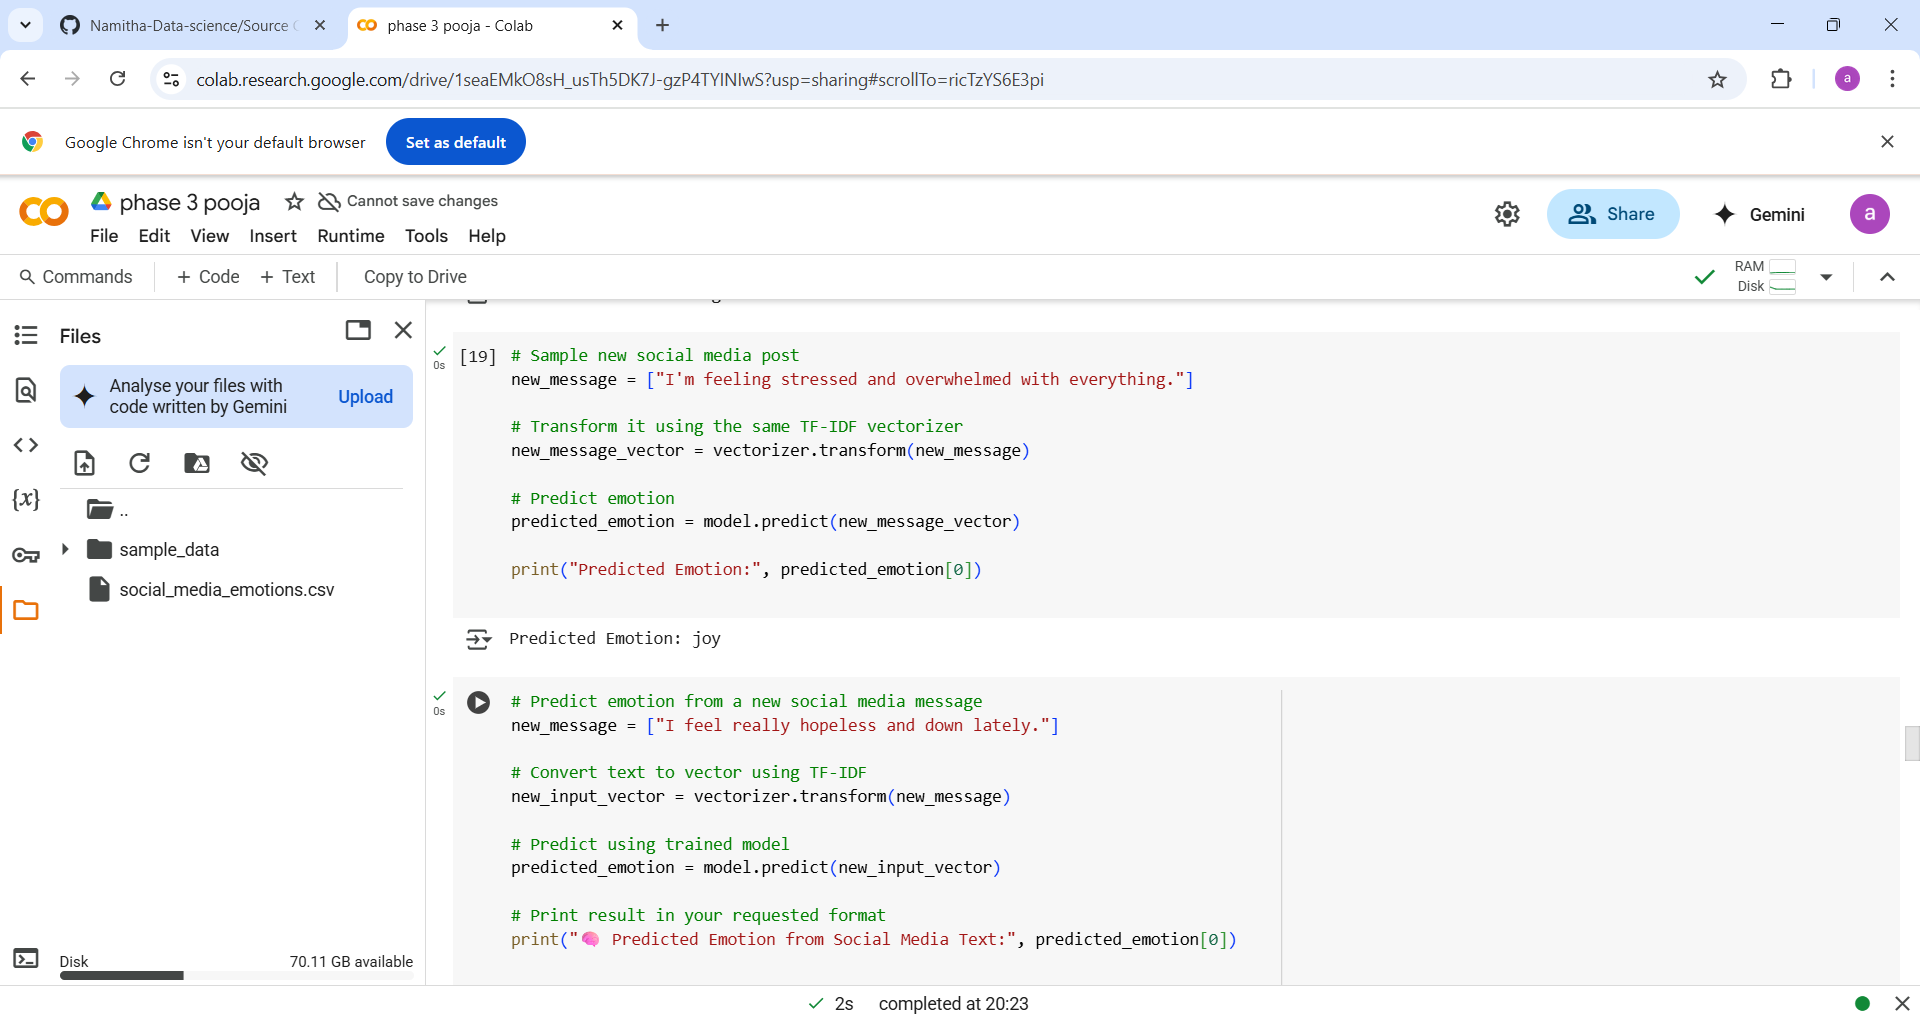 Namitha-Data-science/Source C
phase 3 pooja - Colab
colab.research.google.com/drive/1seaEMkO8sH_usTh5DK7J-gzP4TYINIwS?usp=sharing#scrollTo=ricTzYS6E3pi
a
Google Chrome isn't your default browser
Set as default
phase 3 pooja
Cannot save changes
File Edit View Insert Runtime Tools Help
Share
Gemini
a
Commands
+ Code
+ Text
Copy to Drive
RAM
Disk
Files
Analyse your files with
code written by Gemini
Upload
{x}
..
sample_data
social_media_emotions.csv
Disk
70.11 GB available
0s
[19]
# Sample new social media post
new_message = ["I'm feeling stressed and overwhelmed with everything."]
# Transform it using the same TF-IDF vectorizer
new_message_vector = vectorizer.transform(new_message)
# Predict emotion
predicted_emotion = model.predict(new_message_vector)
print("Predicted Emotion:", predicted_emotion[0])
Predicted Emotion: joy
0s
# Predict emotion from a new social media message
new_message = ["I feel really hopeless and down lately."]
# Convert text to vector using TF-IDF
new_input_vector = vectorizer.transform(new_message)
# Predict using trained model
predicted_emotion = model.predict(new_input_vector)
# Print result in your requested format
print("🧠 Predicted Emotion from Social Media Text:", predicted_emotion[0])
2s completed at 20:23